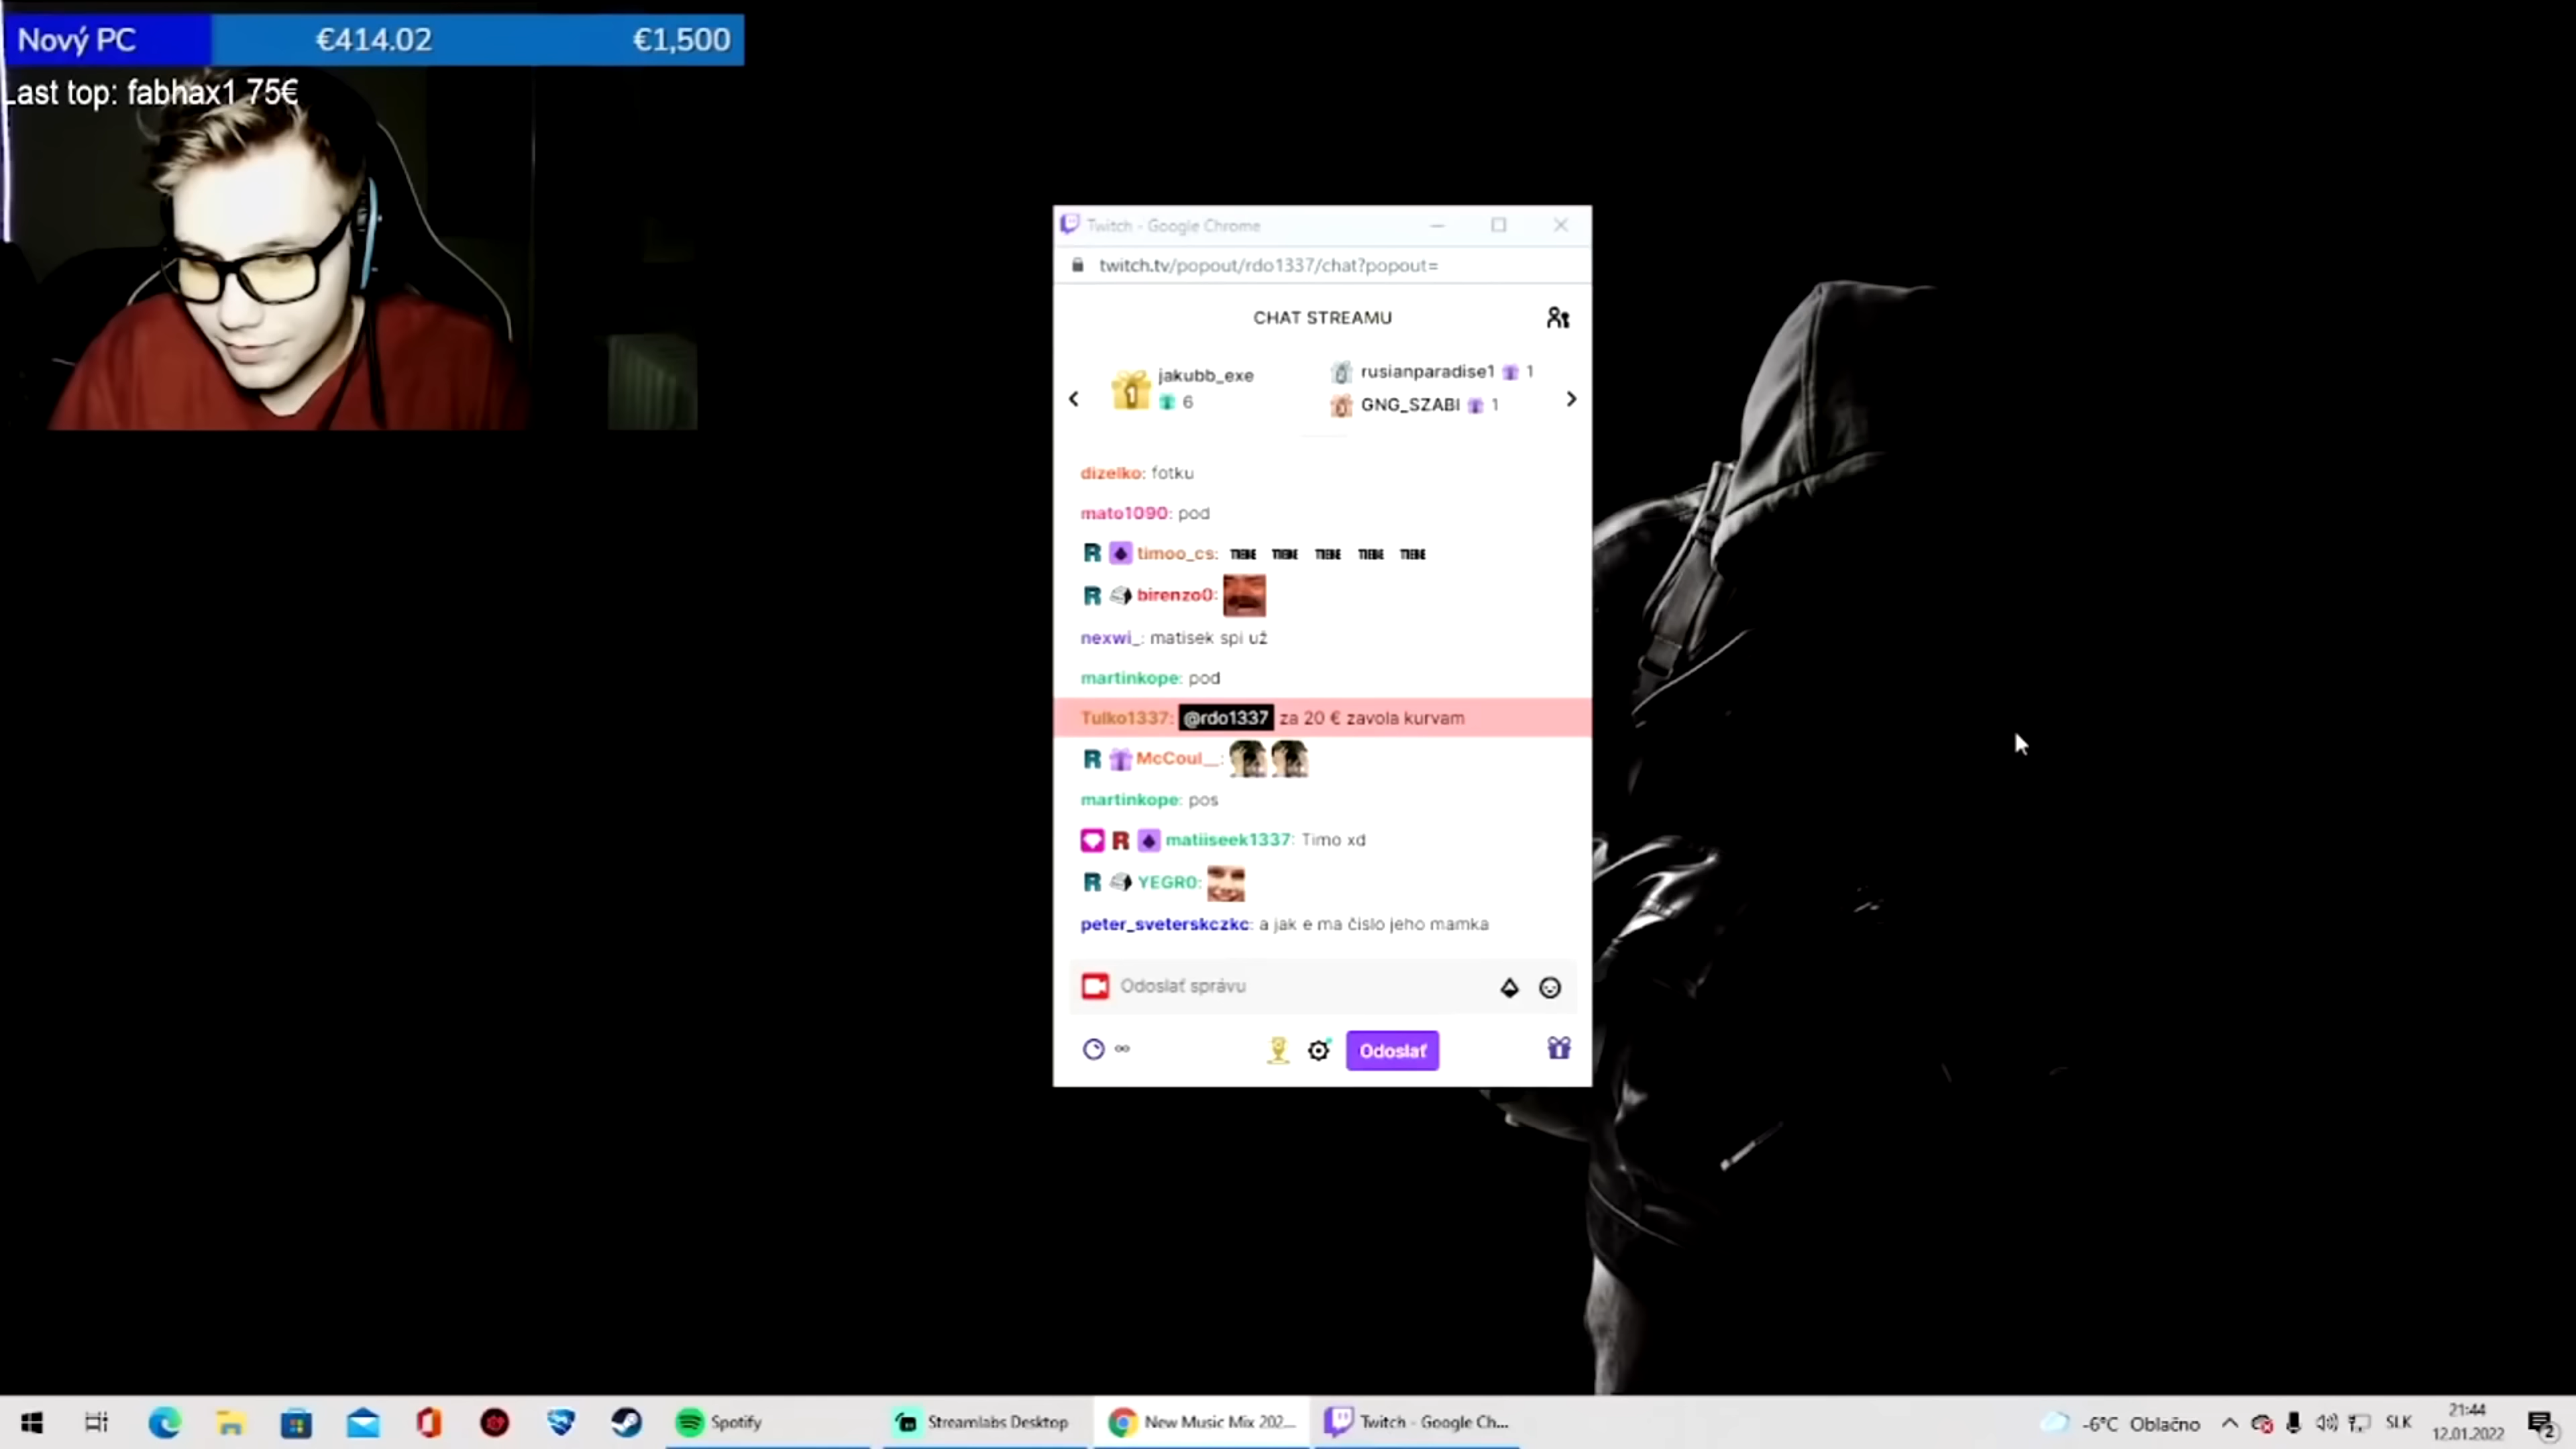 Nový PC €414.02 €1,500
Last top: fabhax1 75€
Twitch - Google Chrome
twitch.tv/popout/rdo1337/chat?popout=
CHAT STREAMU
jakubb_exe
6
rusianparadise1 1
GNG_SZABI 1
dizelko: fotku
mato1090: pod
timoo_cs:
birenzo0:
nexwi_: matisek spi už
martinkope: pod
Tulko1337: @rdo1337 za 20 € zavola kurvam
McCoul__:
martinkope: pos
matiiseek1337: Timo xd
YEGR0:
peter_sveterskczkc: a jak e ma čislo jeho mamka
Odoslať správu
Odoslať
Spotify
Streamlabs Desktop
New Music Mix 202...
Twitch - Google Ch...
-6°C Oblačno
SLK
21:44
12.01.2022
2